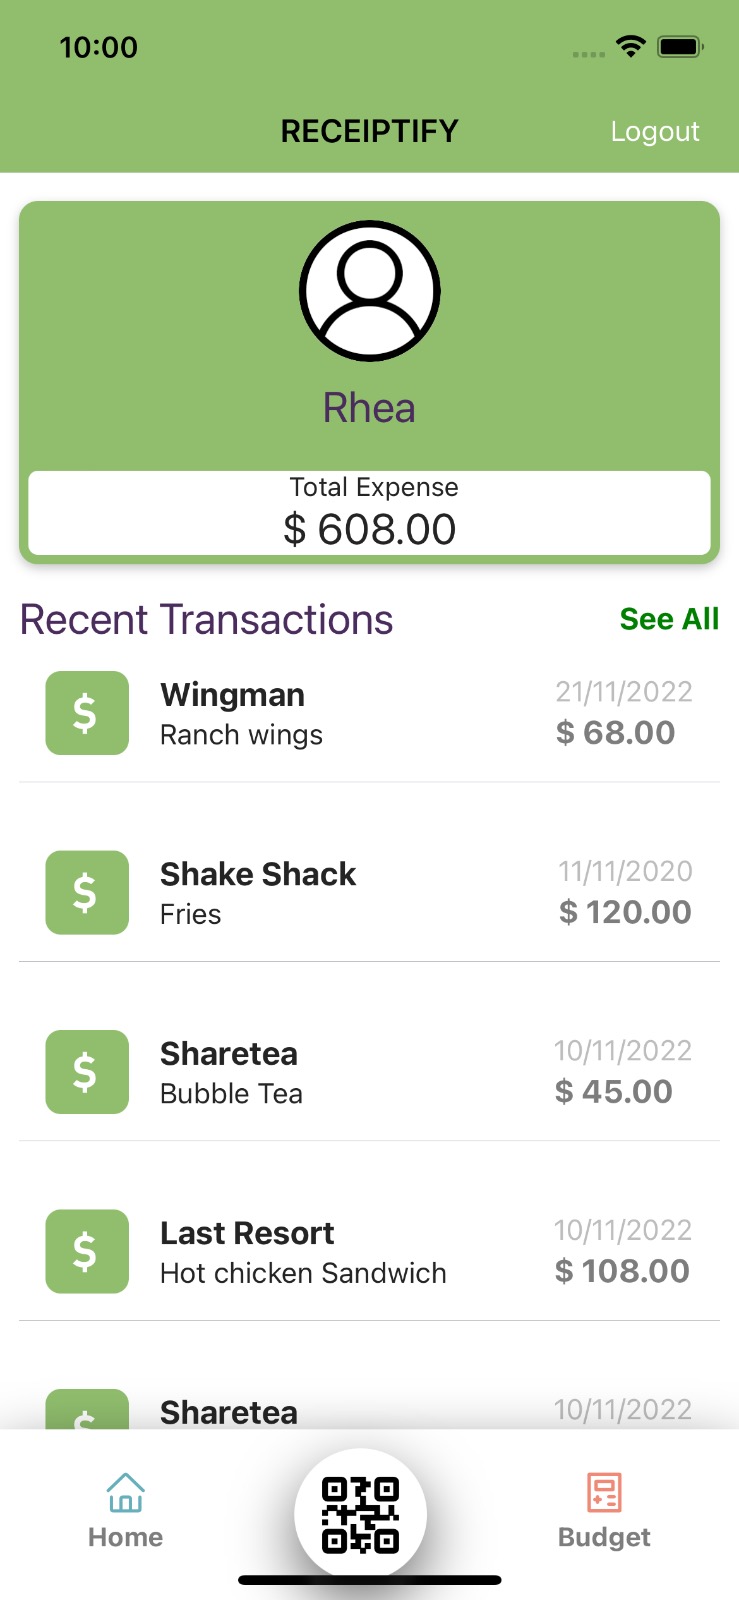 10:00
RECEIPTIFY
Logout
Rhea
Total Expense
$ 608.00
Recent Transactions
See All
Wingman
21/11/2022
Ranch wings
$ 68.00
Shake Shack
11/11/2020
Fries
$ 120.00
Sharetea
10/11/2022
Bubble Tea
$ 45.00
Last Resort
10/11/2022
Hot chicken Sandwich
$ 108.00
Sharetea
10/11/2022
Home
Budget